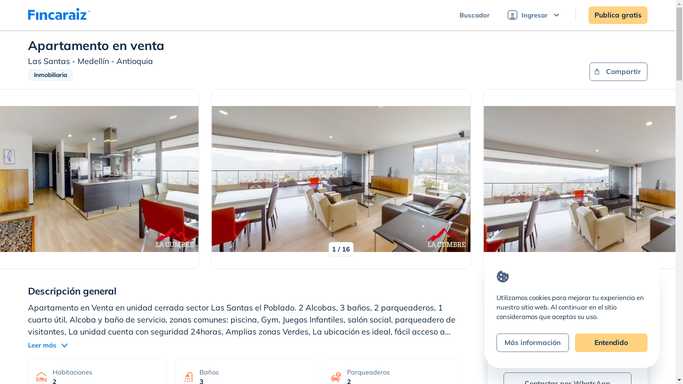 Fincaraiz
Buscador
Ingresar
Publica gratis
Apartamento en venta
Las Santas - Medellín - Antioquia
Inmobiliaria
Compartir
LA CUMBRE
1 / 16
LA CUMBRE
Descripción general
Apartamento en Venta en unidad cerrada sector Las Santas el Poblado. 2 Alcobas, 3 baños, 2 parqueaderos, 1
cuarto útil, Alcoba y baño de servicio, zonas comunes: piscina, Gym, Juegos Infantiles, salón social, parqueadero de
visitantes, La unidad cuenta con seguridad 24horas, Amplias zonas Verdes, La ubicación es ideal, fácil acceso a...
Leer más
Habitaciones
2
Baños
3
Parqueaderos
2
Utilizamos cookies para mejorar tu experiencia en
nuestro sitio web. Al continuar en el sitio
consideramos que aceptas su uso.
Más información
Entendido
Contactar por WhatsApp